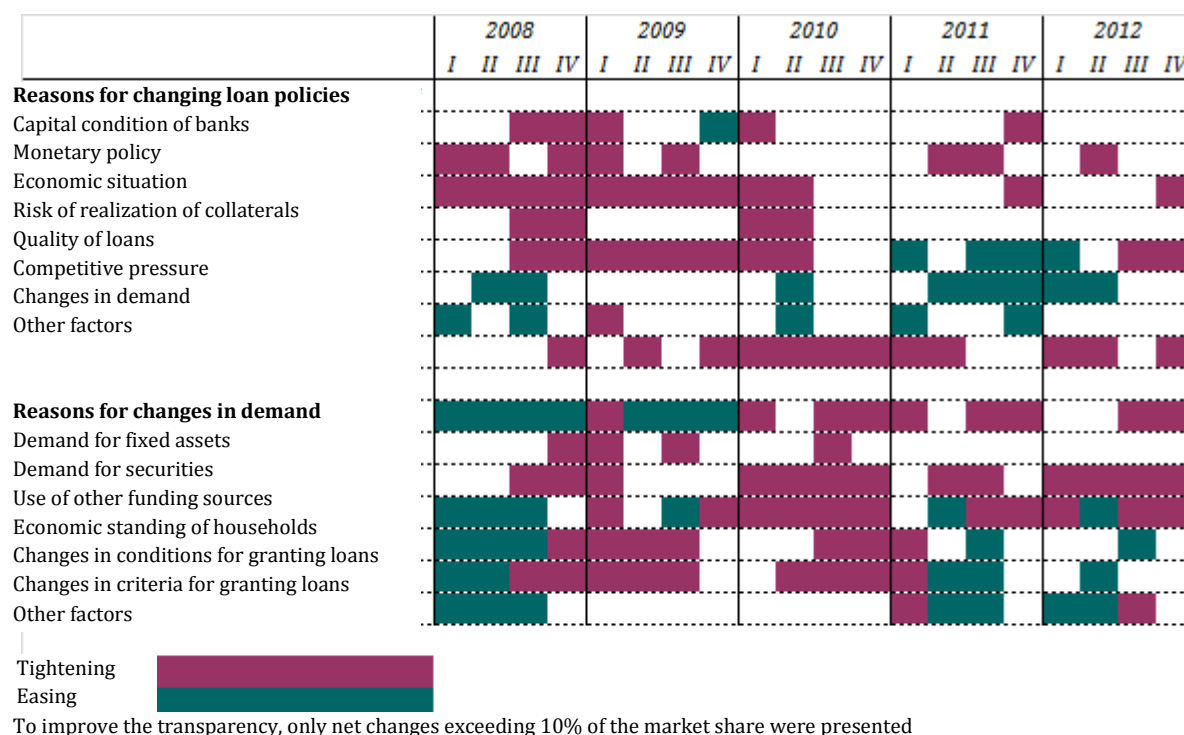 2008 2009 2010 2011 2012
I II III IV I II III IV I II III IV I II III IV I II III IV
Reasons for changing loan policies
Capital condition of banks
Monetary policy
Economic situation
Risk of realization of collaterals
Quality of loans
Competitive pressure
Changes in demand
Other factors
Reasons for changes in demand
Demand for fixed assets
Demand for securities
Use of other funding sources
Economic standing of households
Changes in conditions for granting loans
Changes in criteria for granting loans
Other factors
Tightening
Easing
To improve the transparency, only net changes exceeding 10% of the market share were presented